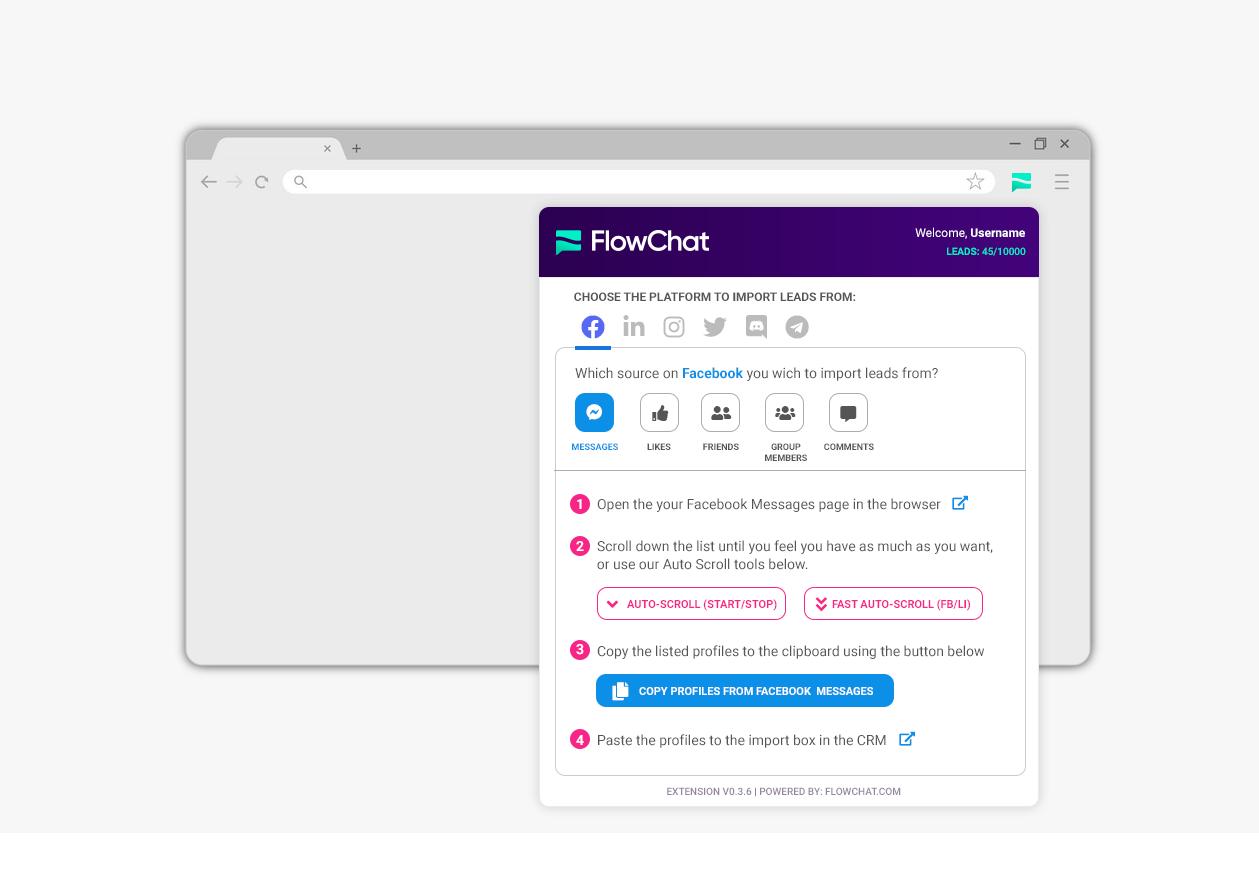 FlowChat
Welcome, Username
LEADS: 45/10000
CHOOSE THE PLATFORM TO IMPORT LEADS FROM:
Which source on Facebook you wich to import leads from?
MESSAGES
LIKES
FRIENDS
GROUP
MEMBERS
COMMENTS
1 Open the your Facebook Messages page in the browser
2 Scroll down the list until you feel you have as much as you want,
or use our Auto Scroll tools below.
AUTO-SCROLL (START/STOP)
FAST AUTO-SCROLL (FB/LI)
3 Copy the listed profiles to the clipboard using the button below
COPY PROFILES FROM FACEBOOK MESSAGES
4 Paste the profiles to the import box in the CRM
EXTENSION V0.3.6 | POWERED BY: FLOWCHAT.COM